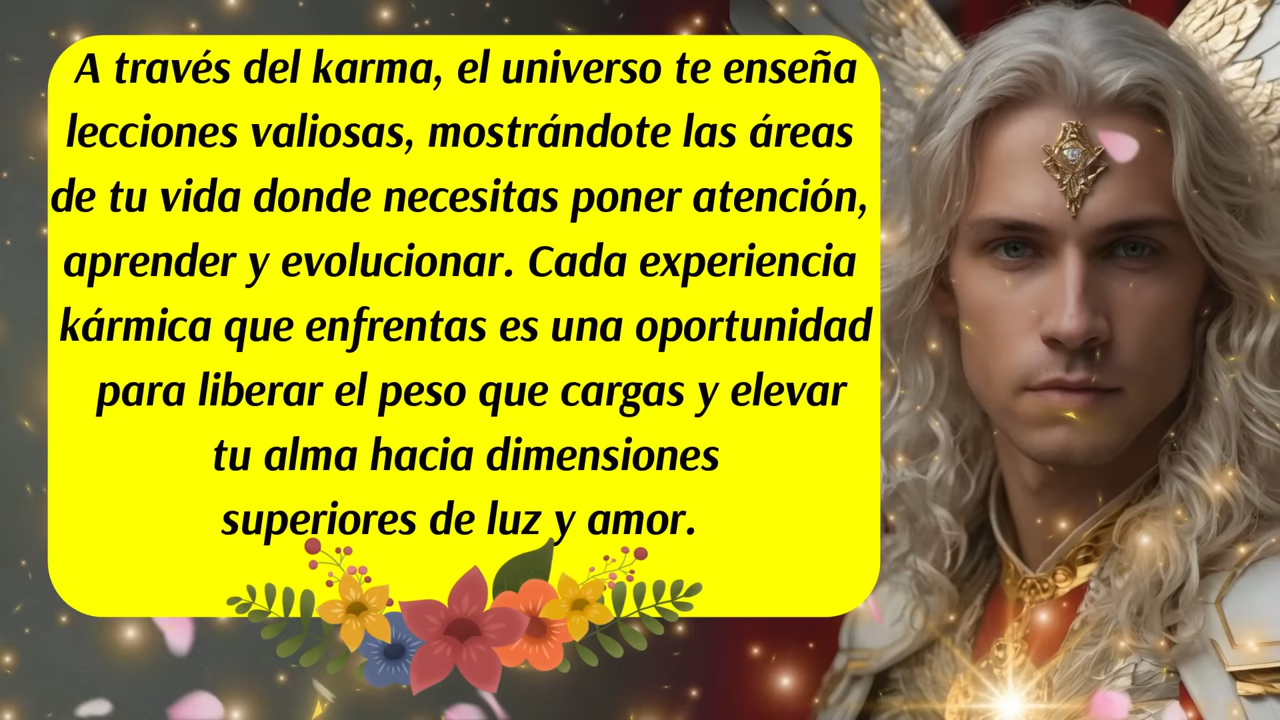 A través del karma, el universo te enseña
lecciones valiosas, mostrándote las áreas
de tu vida donde necesitas poner atención,
aprender y evolucionar. Cada experiencia
kármica que enfrentas es una oportunidad
para liberar el peso que cargas y elevar
tu alma hacia dimensiones
superiores de luz y amor.